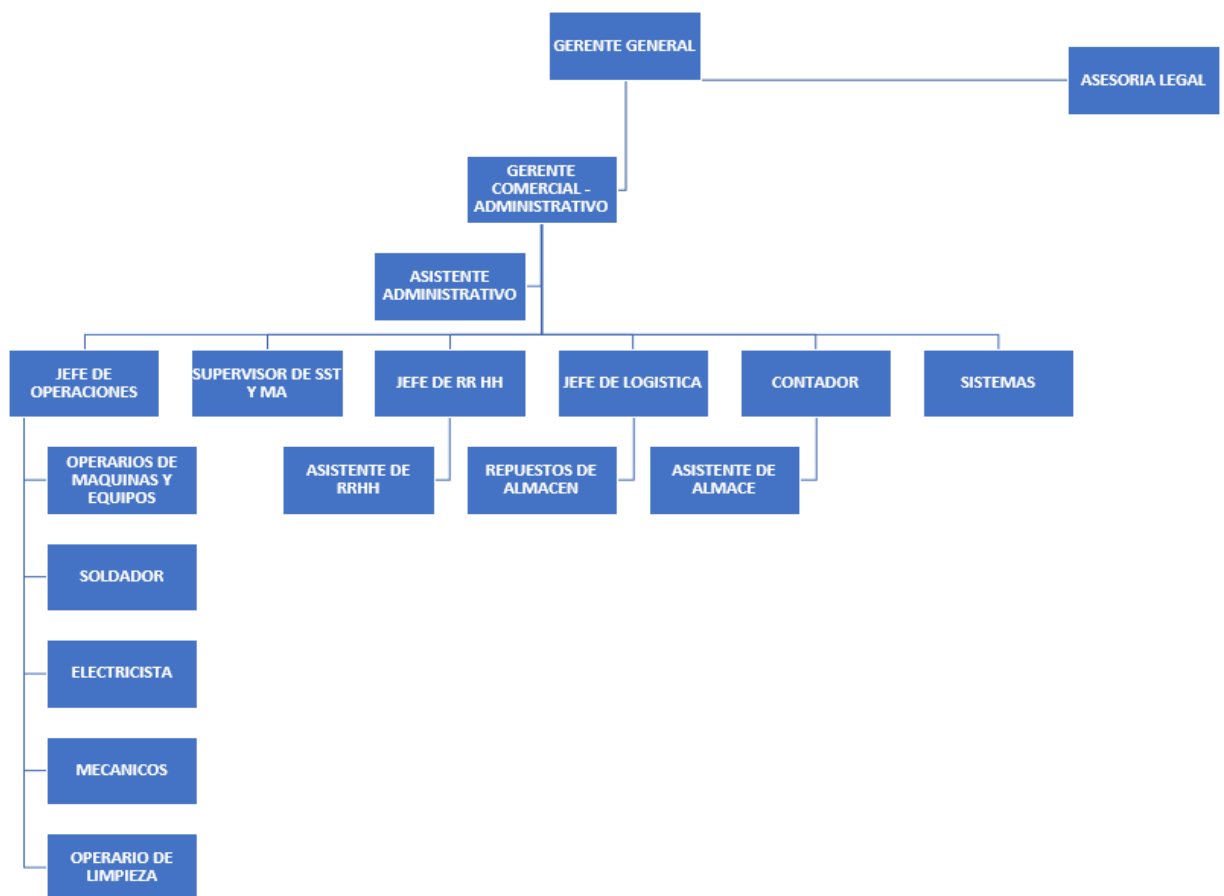 GERENTE GENERAL
ASESORIA LEGAL
GERENTE
COMERCIAL -
ADMINISTRATIVO
ASISTENTE
ADMINISTRATIVO
JEFE DE
OPERACIONES
SUPERVISOR DE SST
Y MA
JEFE DE RR HH
JEFE DE LOGISTICA
CONTADOR
SISTEMAS
OPERARIOS DE
MAQUINAS Y
EQUIPOS
ASISTENTE DE
RRHH
REPUESTOS DE
ALMACEN
ASISTENTE DE
ALMACE
SOLDADOR
ELECTRICISTA
MECANICOS
OPERARIO DE
LIMPIEZA